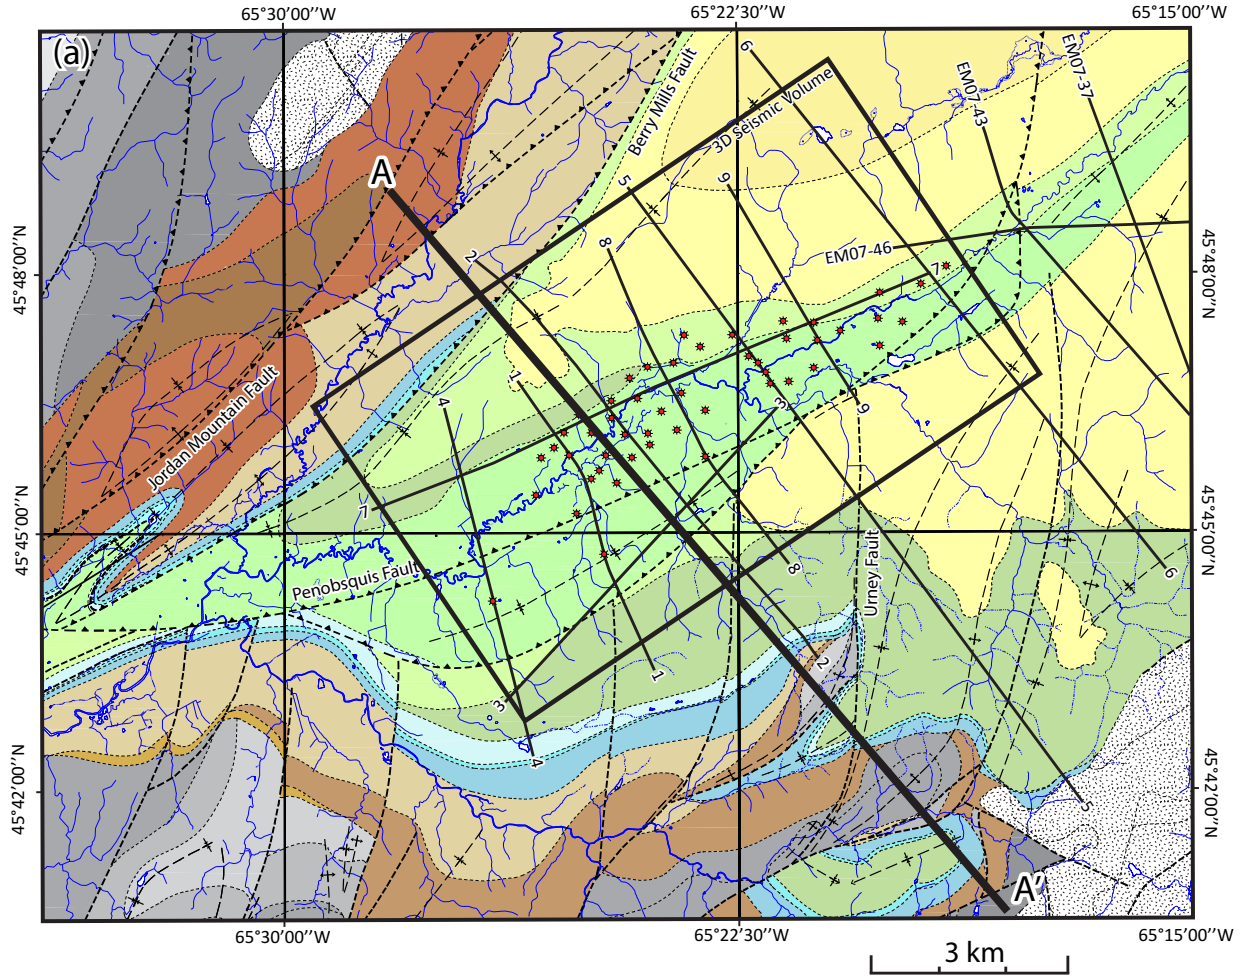 65°30′00′′W
65°22′30′′W
65°15′00′′W
(a)
6
EM07-43
EM07-37
Berry Mills Fault
3D Seismic Volume
A
5
9
8
2
EM07-46
7
45°48′00′′N
45°48′00′′N
1
4
3
9
Jordan Mountain Fault
7
45°45′00′′N
45°45′00′′N
Penobsquis Fault
8
Urney Fault
6
2
1
3
4
5
45°42′00′′N
45°42′00′′N
A′
65°30′00′′W
65°22′30′′W
65°15′00′′W
3 km